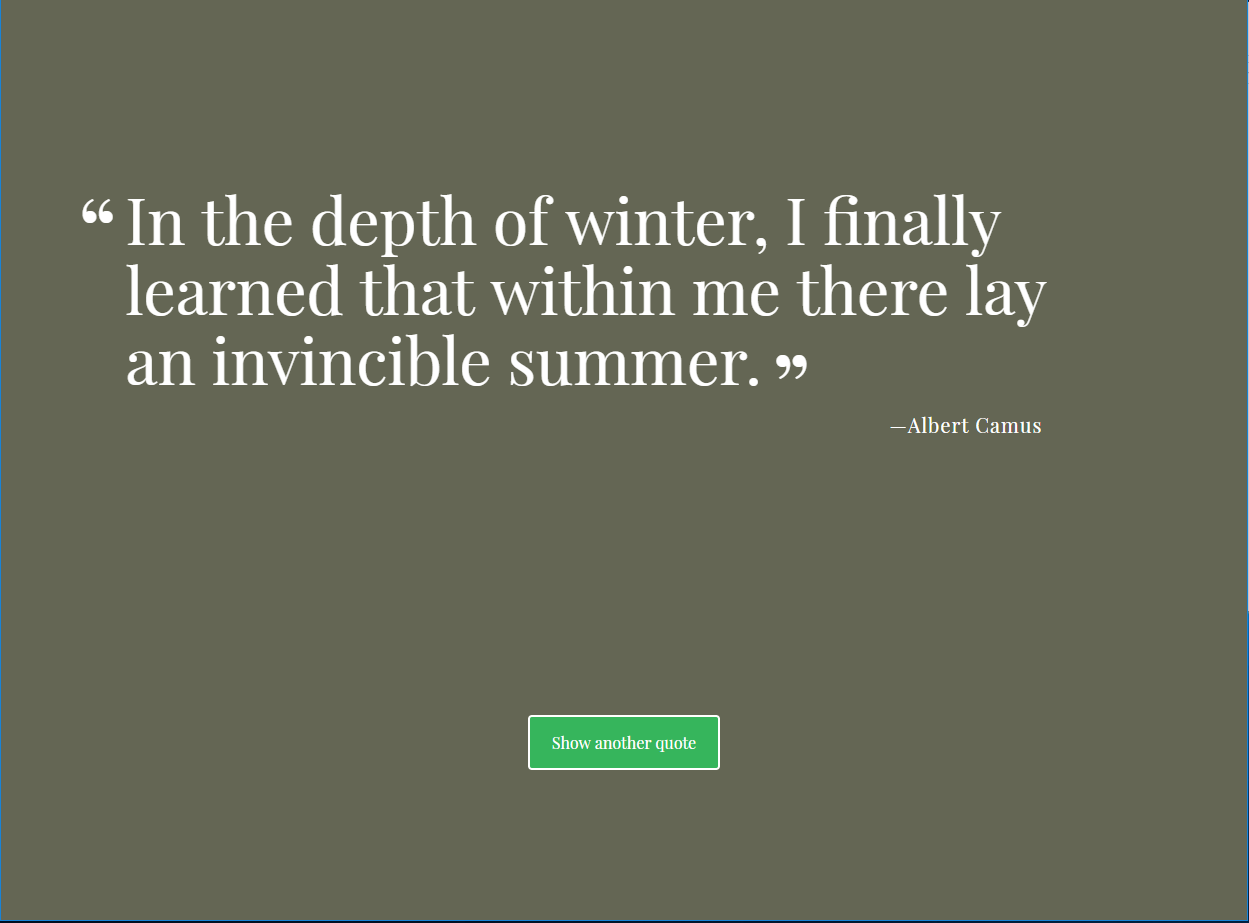 “In the depth of winter, I finally
learned that within me there lay
an invincible summer.”
—Albert Camus
Show another quote